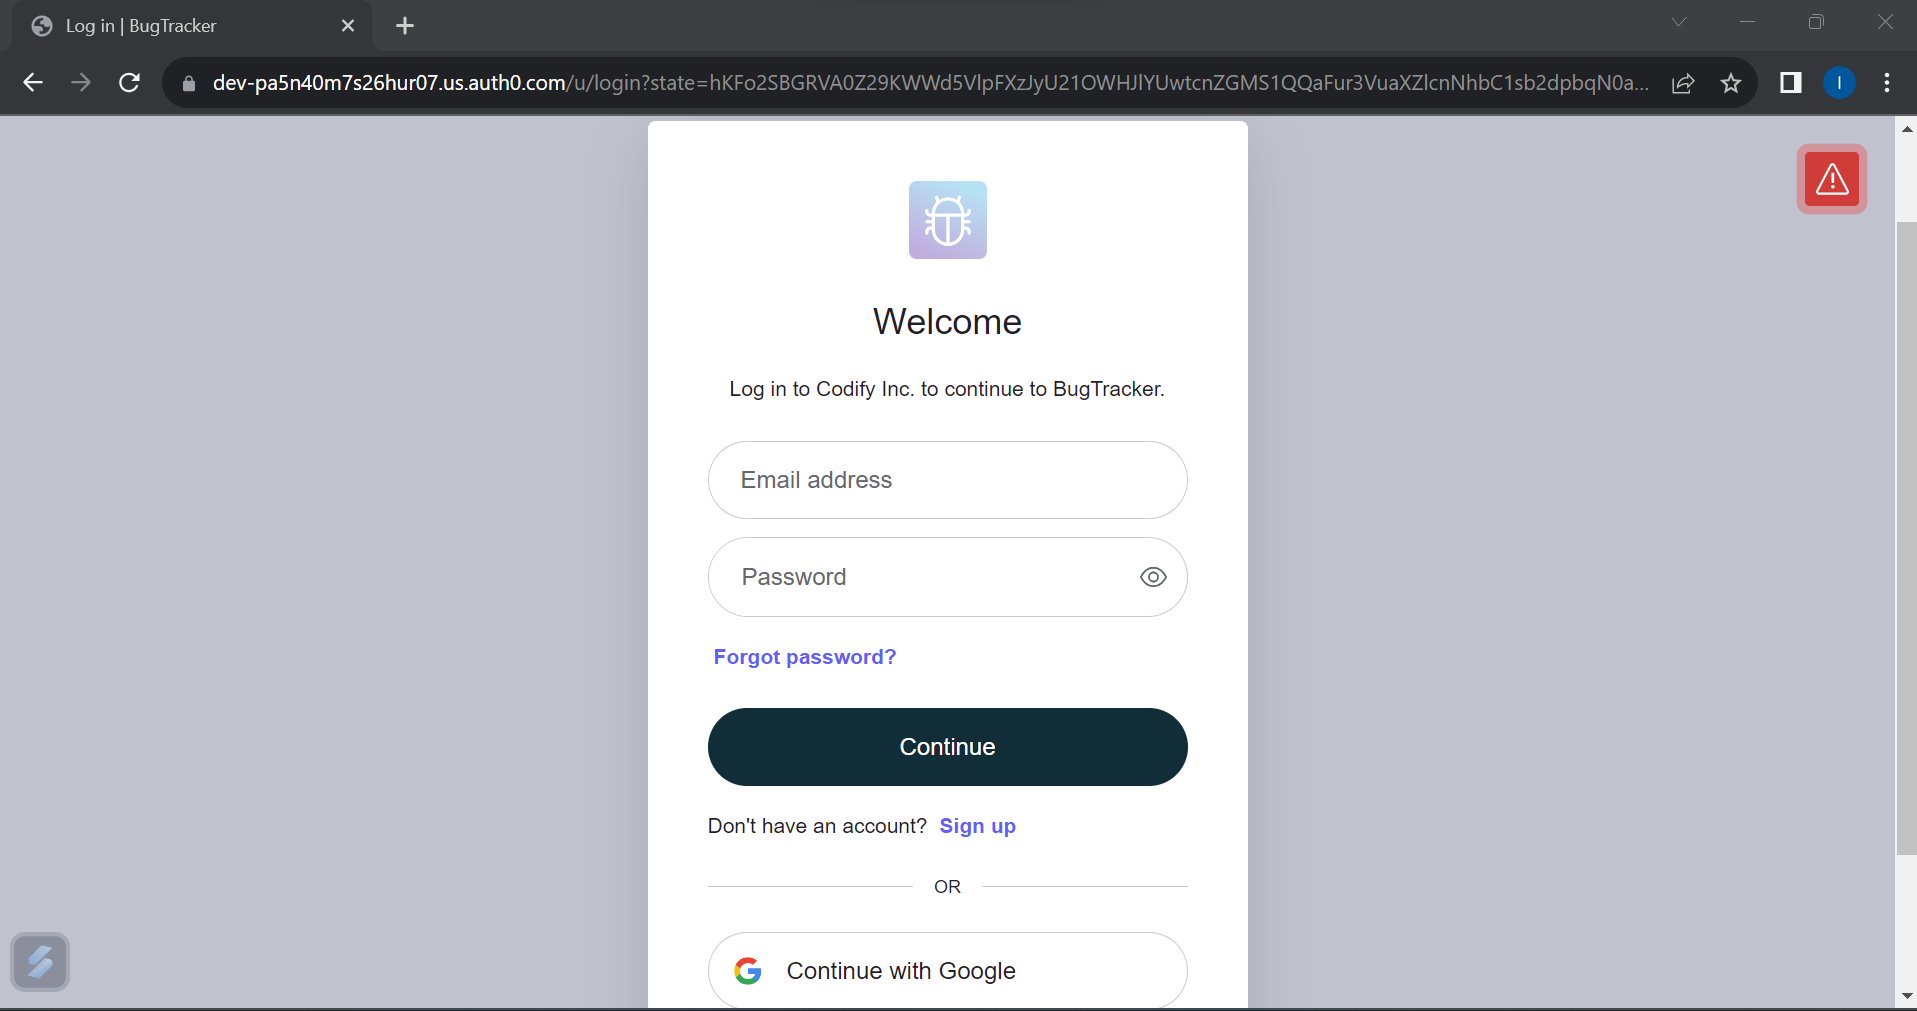 Log in | BugTracker
dev-pa5n40m7s26hur07.us.auth0.com/u/login?state=hKFo2SBGRVA0Z29KWWd5VlpFXzJyU21OWHJlYUwtcnZGMS1QQaFur3VuaXZlcnNhbC1sb2dpbqN0a...
I
Welcome
Log in to Codify Inc. to continue to BugTracker.
Email address
Password
Forgot password?
Continue
Don't have an account? Sign up
OR
Continue with Google